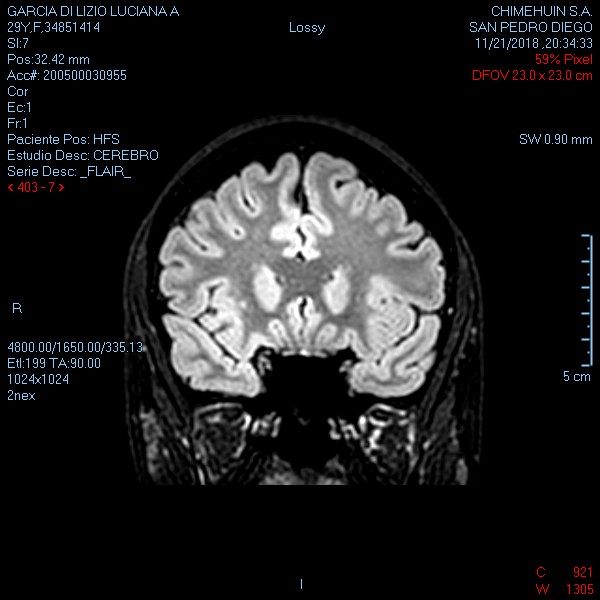 GARCIA DI LIZIO LUCIANA A
29Y,F,34851414
Sl:7
Pos:32.42 mm
Acc#: 200500030955
Cor
Ec:1
Fr:1
Paciente Pos: HFS
Estudio Desc: CEREBRO
Serie Desc: _FLAIR_
< 403 - 7 >
Lossy
CHIMEHUIN S.A.
SAN PEDRO DIEGO
11/21/2018 ,20:34:33
59% Pixel
DFOV 23.0 x 23.0 cm
SW 0.90 mm
R
4800.00/1650.00/335.13
Etl:199 TA:90.00
1024x1024
2nex
5 cm
I
C 921
W 1305